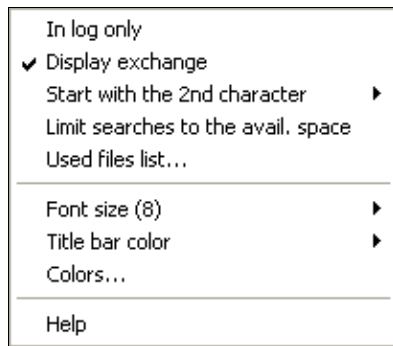 In log only
Display exchange
Start with the 2nd character
Limit searches to the avail. space
Used files list...
Font size (8)
Title bar color
Colors...
Help